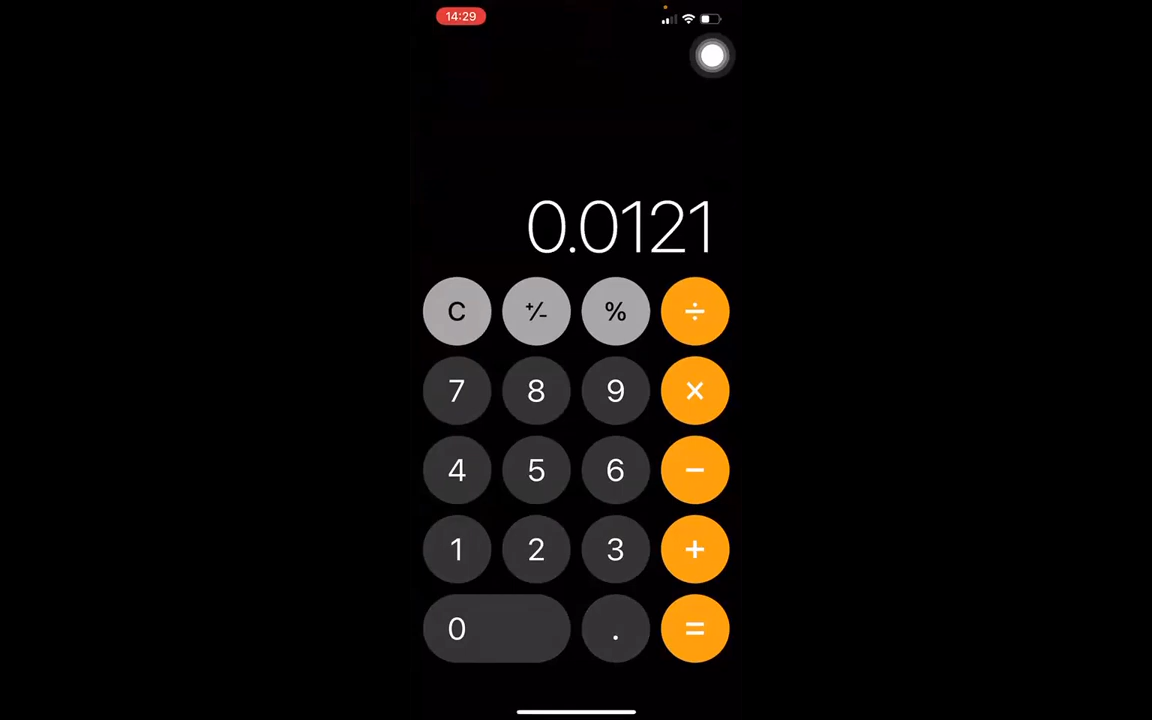 14:29
0.0121
C +/- % ÷
7 8 9 ×
4 5 6 −
1 2 3 +
0 . =